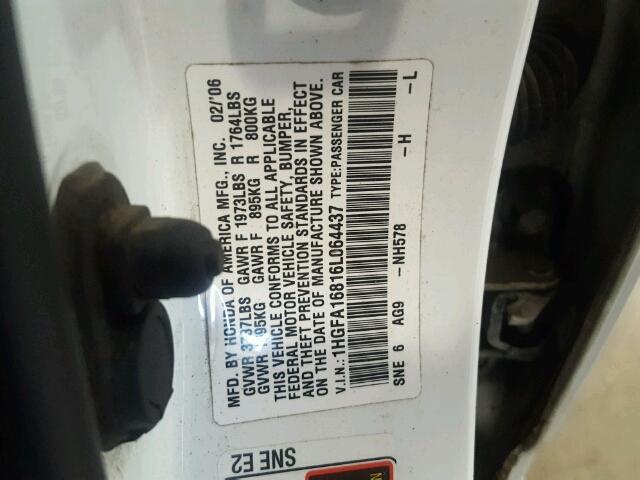 MFD. BY HONDA OF AMERICA MFG., INC. 02/'06
GVWR 3737LBS GAWR F 1973LBS R 1764LBS
GVWR 1695KG GAWR F 895KG R 800KG
THIS VEHICLE CONFORMS TO ALL APPLICABLE
FEDERAL MOTOR VEHICLE SAFETY, BUMPER,
AND THEFT PREVENTION STANDARDS IN EFFECT
ON THE DATE OF MANUFACTURE SHOWN ABOVE.
V.I.N.:1HGFA16816L064437 TYPE:PASSENGER CAR
SNE 6 AG9 -NH578 -H -L
SNE E2